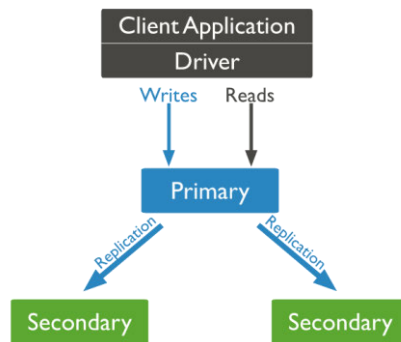 Client Application
Driver
Writes
Reads
Primary
Replication
Replication
Secondary
Secondary